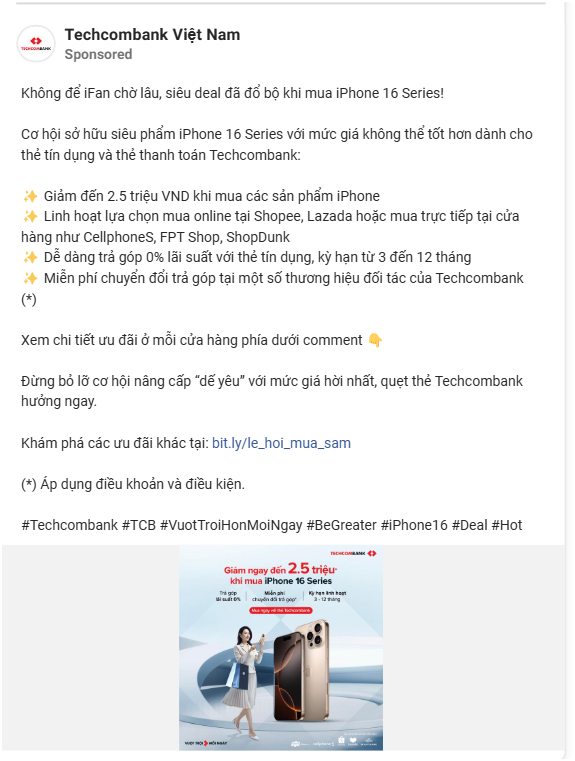 TECHCOMBANK
Techcombank Việt Nam
Sponsored
Không để iFan chờ lâu, siêu deal đã đổ bộ khi mua iPhone 16 Series!
Cơ hội sở hữu siêu phẩm iPhone 16 Series với mức giá không thể tốt hơn dành cho
thẻ tín dụng và thẻ thanh toán Techcombank:
✨ Giảm đến 2.5 triệu VND khi mua các sản phẩm iPhone
✨ Linh hoạt lựa chọn mua online tại Shopee, Lazada hoặc mua trực tiếp tại cửa
hàng như CellphoneS, FPT Shop, ShopDunk
✨ Dễ dàng trả góp 0% lãi suất với thẻ tín dụng, kỳ hạn từ 3 đến 12 tháng
✨ Miễn phí chuyển đổi trả góp tại một số thương hiệu đối tác của Techcombank
(*)
Xem chi tiết ưu đãi ở mỗi cửa hàng phía dưới comment 👇
Đừng bỏ lỡ cơ hội nâng cấp “dế yêu” với mức giá hời nhất, quẹt thẻ Techcombank
hưởng ngay.
Khám phá các ưu đãi khác tại: bit.ly/le_hoi_mua_sam
(*) Áp dụng điều khoản và điều kiện.
#Techcombank #TCB #VuotTroiHonMoiNgay #BeGreater #iPhone16 #Deal #Hot
TECHCOMBANK
Giảm ngay đến 2.5 triệu*
khi mua iPhone 16 Series
Trả góp
lãi suất 0%
Miễn phí
chuyển đổi trả góp*
Kỳ hạn linh hoạt
3 - 12 tháng
Mua ngay với thẻ Techcombank
VƯỢT TRỘI MỖI NGÀY